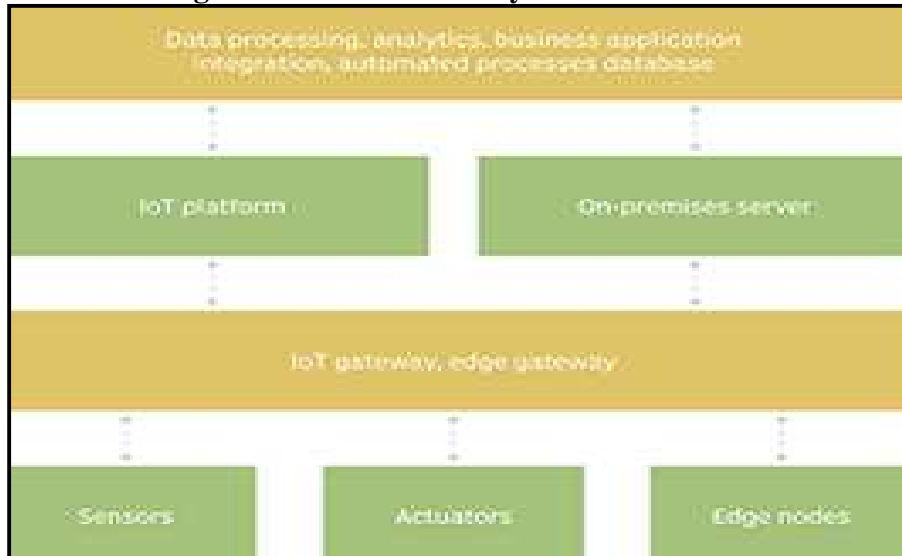 Data processing, analytics, business application
integration, automated processes database
IoT platform
On-premises server
IoT gateway, edge gateway
Sensors
Actuators
Edge nodes